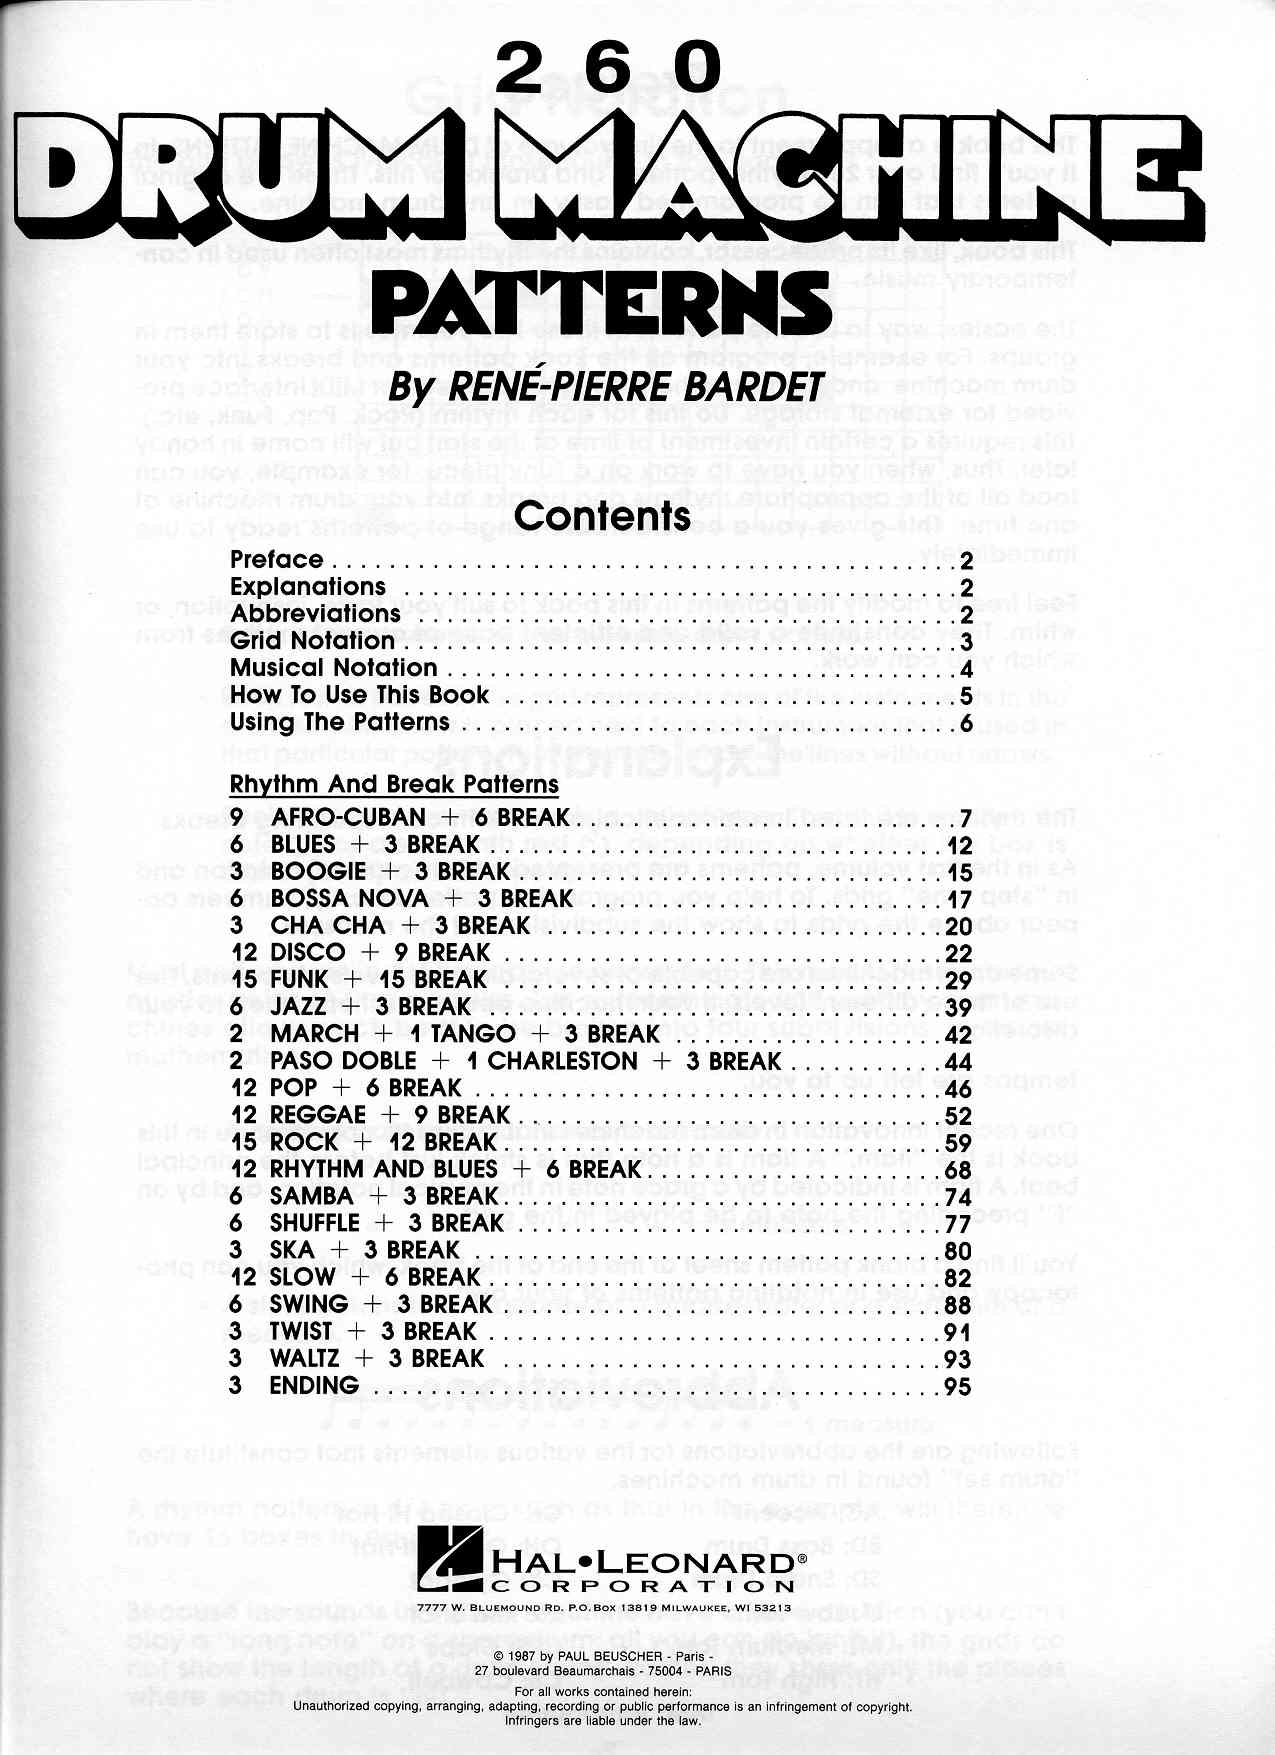 260
DRUM MACHINE
PATTERNS
By RENÉ-PIERRE BARDET
Contents
Preface . . . . . . . . . . . . . . . . . . . . . . . . . . . . . . . . . . . . . . . . . . . 2
Explanations . . . . . . . . . . . . . . . . . . . . . . . . . . . . . . . . . . . . . . 2
Abbreviations . . . . . . . . . . . . . . . . . . . . . . . . . . . . . . . . . . . . . 2
Grid Notation . . . . . . . . . . . . . . . . . . . . . . . . . . . . . . . . . . . . . . 3
Musical Notation . . . . . . . . . . . . . . . . . . . . . . . . . . . . . . . . . . . 4
How To Use This Book . . . . . . . . . . . . . . . . . . . . . . . . . . . . . . . 5
Using The Patterns . . . . . . . . . . . . . . . . . . . . . . . . . . . . . . . . . . 6
Rhythm And Break Patterns
9 AFRO-CUBAN + 6 BREAK . . . . . . . . . . . . . . . . . . . . . . . . . . 7
6 BLUES + 3 BREAK . . . . . . . . . . . . . . . . . . . . . . . . . . . . . . . 12
3 BOOGIE + 3 BREAK . . . . . . . . . . . . . . . . . . . . . . . . . . . . . 15
6 BOSSA NOVA + 3 BREAK . . . . . . . . . . . . . . . . . . . . . . . . . 17
3 CHA CHA + 3 BREAK . . . . . . . . . . . . . . . . . . . . . . . . . . . . 20
12 DISCO + 9 BREAK . . . . . . . . . . . . . . . . . . . . . . . . . . . . . . 22
15 FUNK + 15 BREAK . . . . . . . . . . . . . . . . . . . . . . . . . . . . . . 29
6 JAZZ + 3 BREAK . . . . . . . . . . . . . . . . . . . . . . . . . . . . . . . . 39
2 MARCH + 1 TANGO + 3 BREAK . . . . . . . . . . . . . . . . . . . 42
2 PASO DOBLE + 1 CHARLESTON + 3 BREAK . . . . . . . . . . . 44
12 POP + 6 BREAK . . . . . . . . . . . . . . . . . . . . . . . . . . . . . . . . 46
12 REGGAE + 9 BREAK . . . . . . . . . . . . . . . . . . . . . . . . . . . . . 52
15 ROCK + 12 BREAK . . . . . . . . . . . . . . . . . . . . . . . . . . . . . . 59
12 RHYTHM AND BLUES + 6 BREAK . . . . . . . . . . . . . . . . . . . . 68
6 SAMBA + 3 BREAK . . . . . . . . . . . . . . . . . . . . . . . . . . . . . . 74
6 SHUFFLE + 3 BREAK . . . . . . . . . . . . . . . . . . . . . . . . . . . . . 77
3 SKA + 3 BREAK . . . . . . . . . . . . . . . . . . . . . . . . . . . . . . . . 80
12 SLOW + 6 BREAK . . . . . . . . . . . . . . . . . . . . . . . . . . . . . . . 82
6 SWING + 3 BREAK . . . . . . . . . . . . . . . . . . . . . . . . . . . . . . 88
3 TWIST + 3 BREAK . . . . . . . . . . . . . . . . . . . . . . . . . . . . . . . 91
3 WALTZ + 3 BREAK . . . . . . . . . . . . . . . . . . . . . . . . . . . . . . 93
3 ENDING . . . . . . . . . . . . . . . . . . . . . . . . . . . . . . . . . . . . . . . 95
HAL•LEONARD®
CORPORATION
7777 W. BLUEMOUND RD. P.O. BOX 13819 MILWAUKEE, WI 53213
© 1987 by PAUL BEUSCHER - Paris -
27 boulevard Beaumarchais - 75004 - PARIS
For all works contained herein:
Unauthorized copying, arranging, adapting, recording or public performance is an infringement of copyright.
Infringers are liable under the law.